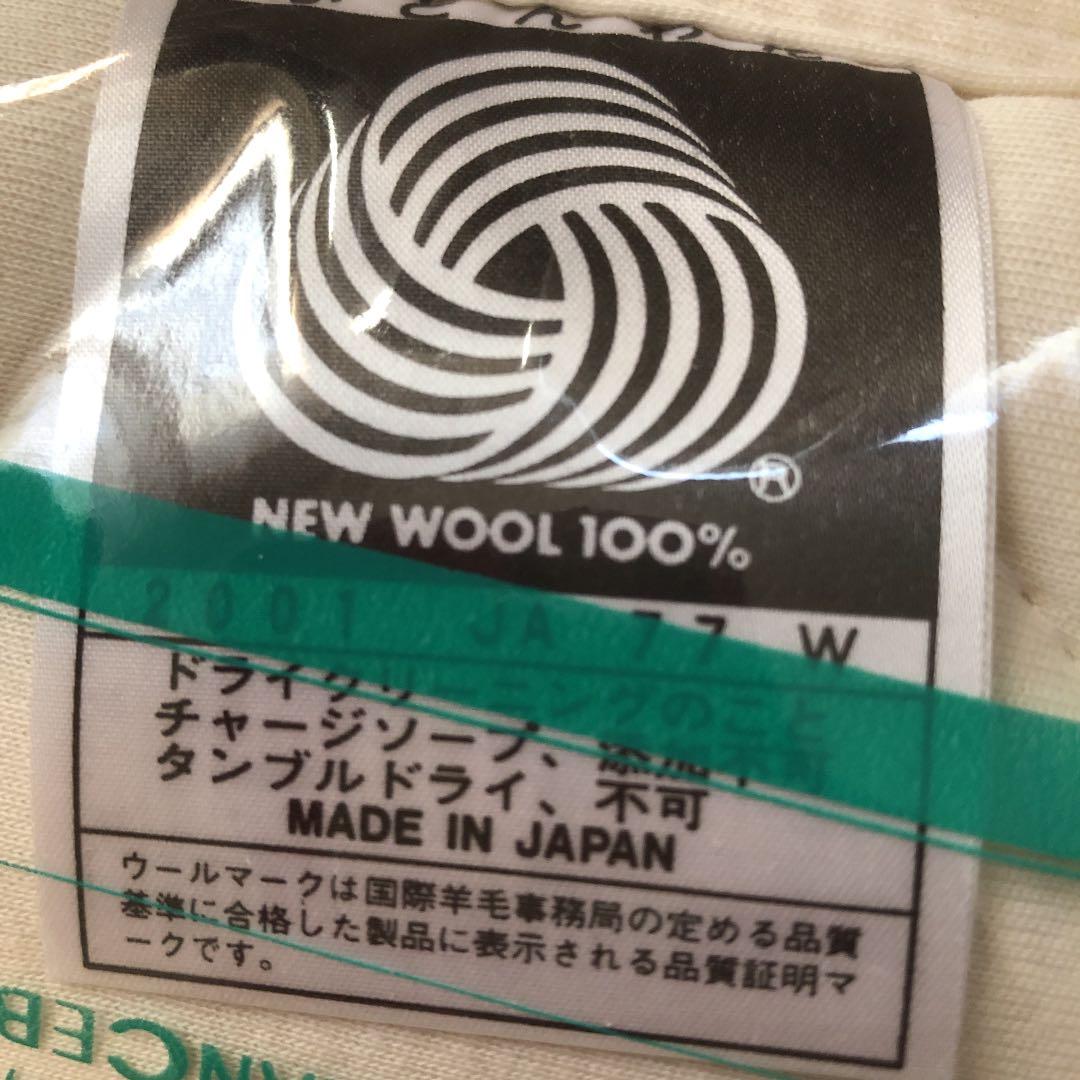 ®
NEW WOOL 100%
2001 JA 77 W
ドライクリーニングのこと
チャージソープ、添加不可
タンブルドライ、不可
MADE IN JAPAN
ウールマークは国際羊毛事務局の定める品質
基準に合格した製品に表示される品質証明マ
ークです。